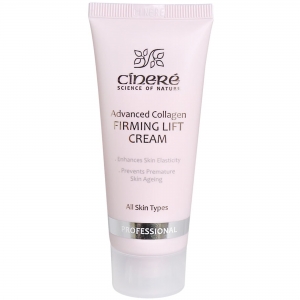 cineré
SCIENCE OF NATURE
Advanced Collagen
FIRMING LIFT
CREAM
Enhances Skin Elasticity
Prevents Premature
Skin Ageing
All Skin Types
PROFESSIONAL